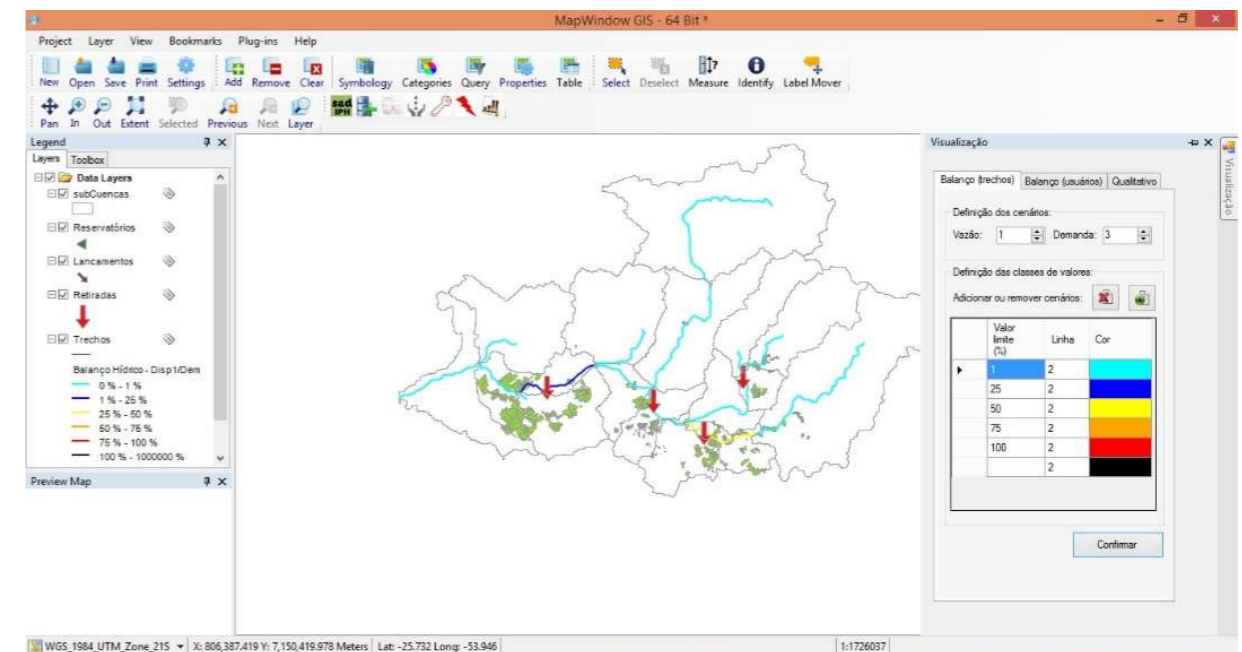 MapWindow GIS - 64 Bit *
Project Layer View Bookmarks Plug-ins Help
New Open Save Print Settings Add Remove Clear Symbology Categories Query Properties Table Select Deselect Measure Identify Label Mover
Pan In Out Extent Selected Previous Next Layer
sad
IPH
Legend
Layers Toolbox
Data Layers
subCuencas
Reservatórios
Lancamentos
Retiradas
Trechos
Balanço Hídrico - Disp1/Dem
0 % - 1 %
1 % - 25 %
25 % - 50 %
50 % - 75 %
75 % - 100 %
100 % - 1000000 %
Preview Map
Visualização
Visualização
Balanço (trechos) Balanço (usuários) Qualitativo
Definição dos cenários:
Vazão: 1 Demanda: 3
Definição das classes de valores:
Adicionar ou remover cenários:
Valor
limite
(%)
Linha Cor
1 2
25 2
50 2
75 2
100 2
2
Confirmar
WGS_1984_UTM_Zone_21S X: 806,387.419 Y: 7,150,419.978 Meters Lat: -25.732 Long: -53.946 1:1726037